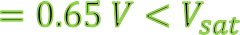 = 0.65 V < V_sat